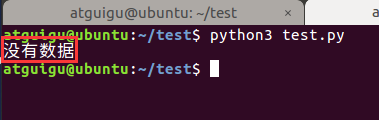 atguigu@ubuntu: ~/test ×
atguigu@ubuntu:~/test$ python3 test.py
没有数据
atguigu@ubuntu:~/test$